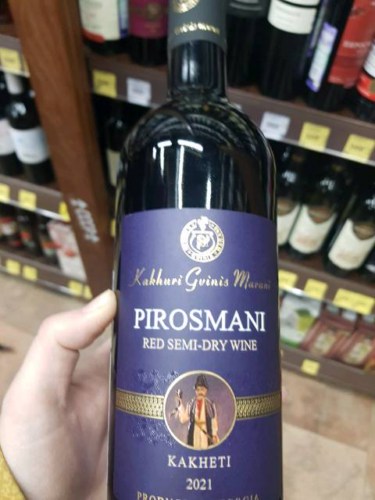 Kakhuri Gvinis Marani
PIROSMANI
RED SEMI-DRY WINE
KAKHETI
2021